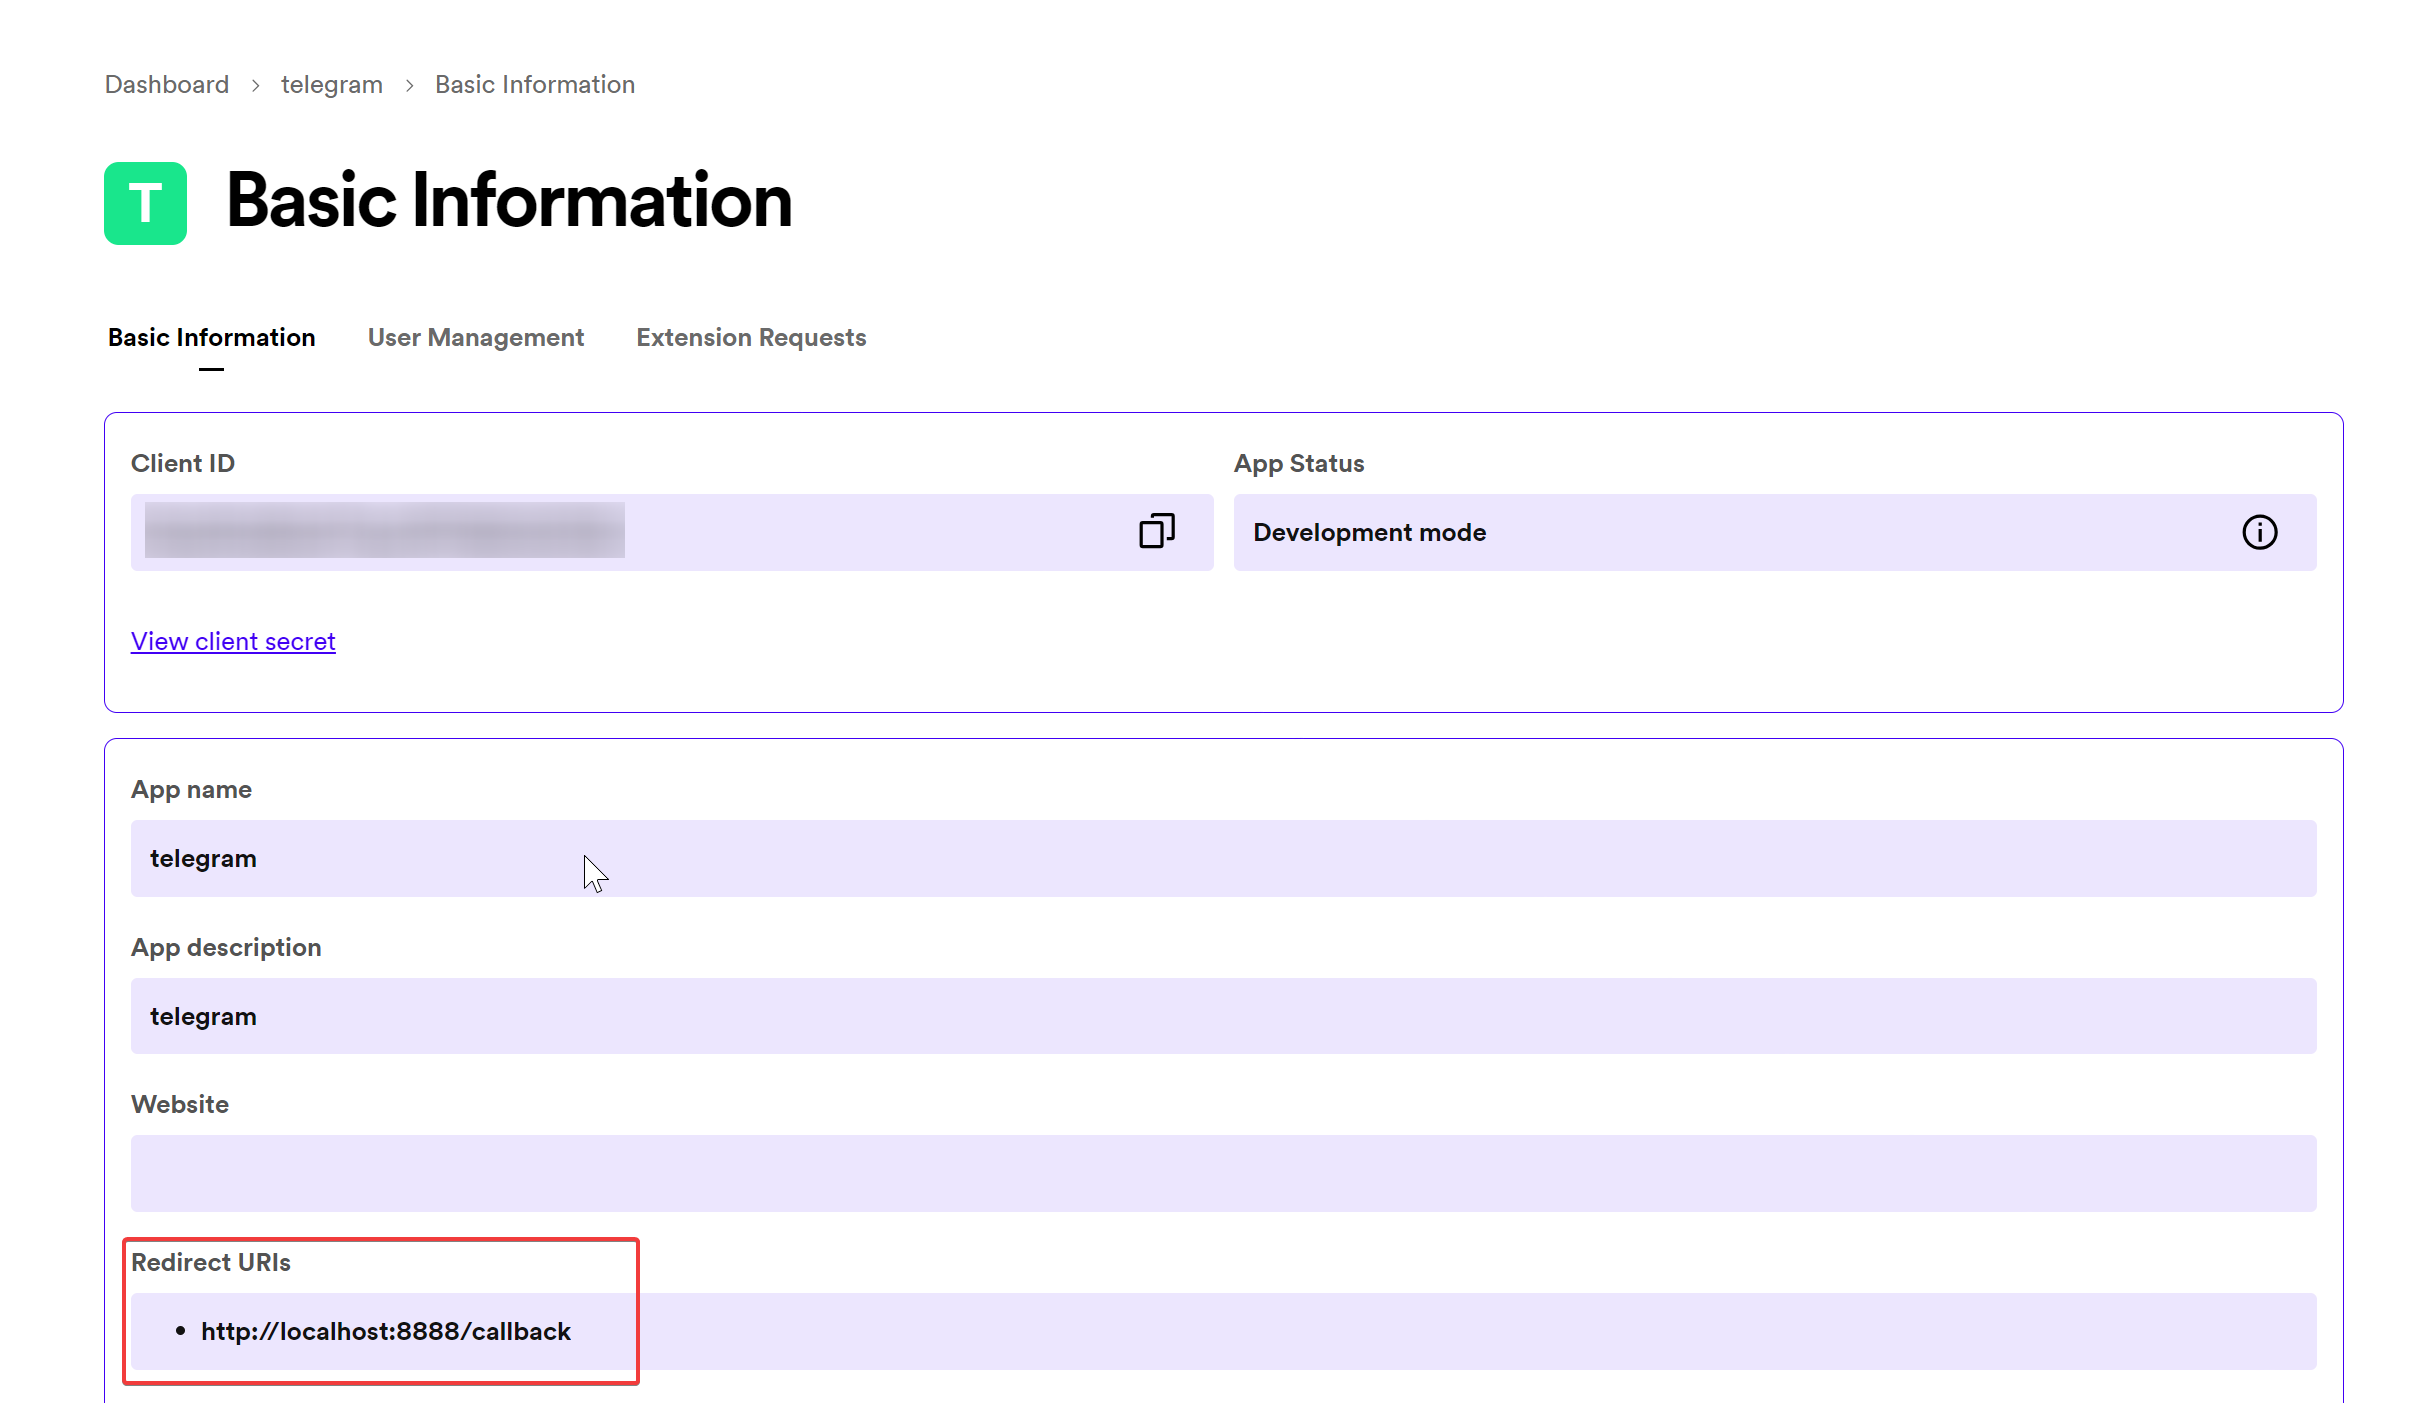 Dashboard > telegram > Basic Information
T Basic Information
Basic Information User Management Extension Requests
Client ID App Status
Development mode
View client secret
App name
telegram
App description
telegram
Website
Redirect URIs
• http://localhost:8888/callback